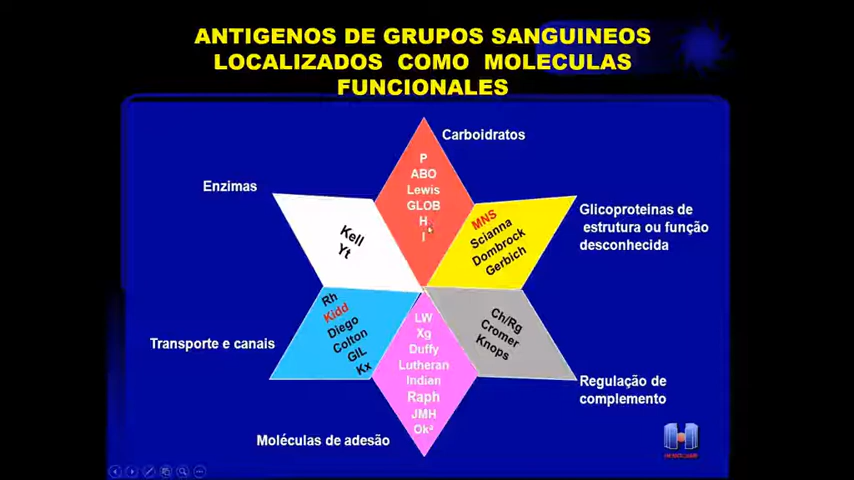 ANTIGENOS DE GRUPOS SANGUINEOS
LOCALIZADOS COMO MOLECULAS
FUNCIONALES
Carboidratos
P
ABO
Lewis
GLOB
H
I
Enzimas
Kell
Yt
MNS
Scianna
Dombrock
Gerbich
Glicoproteinas de
estrutura ou função
desconhecida
Transporte e canais
Rh
Kidd
Diego
Colton
GIL
Kx
Ch/Rg
Cromer
Knops
Regulação de
complemento
LW
Xg
Duffy
Lutheran
Indian
Raph
JMH
Okª
Moléculas de adesão